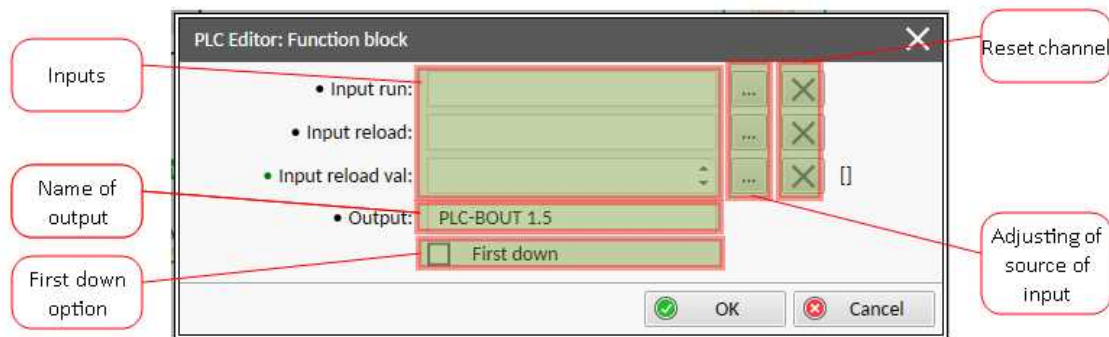 PLC Editor: Function block
Inputs
Reset channel
• Input run:
...
• Input reload:
...
• Input reload val:
...
[]
Name of
output
• Output:
PLC-BOUT 1.5
First down
First down
option
Adjusting of
source of
input
OK
Cancel